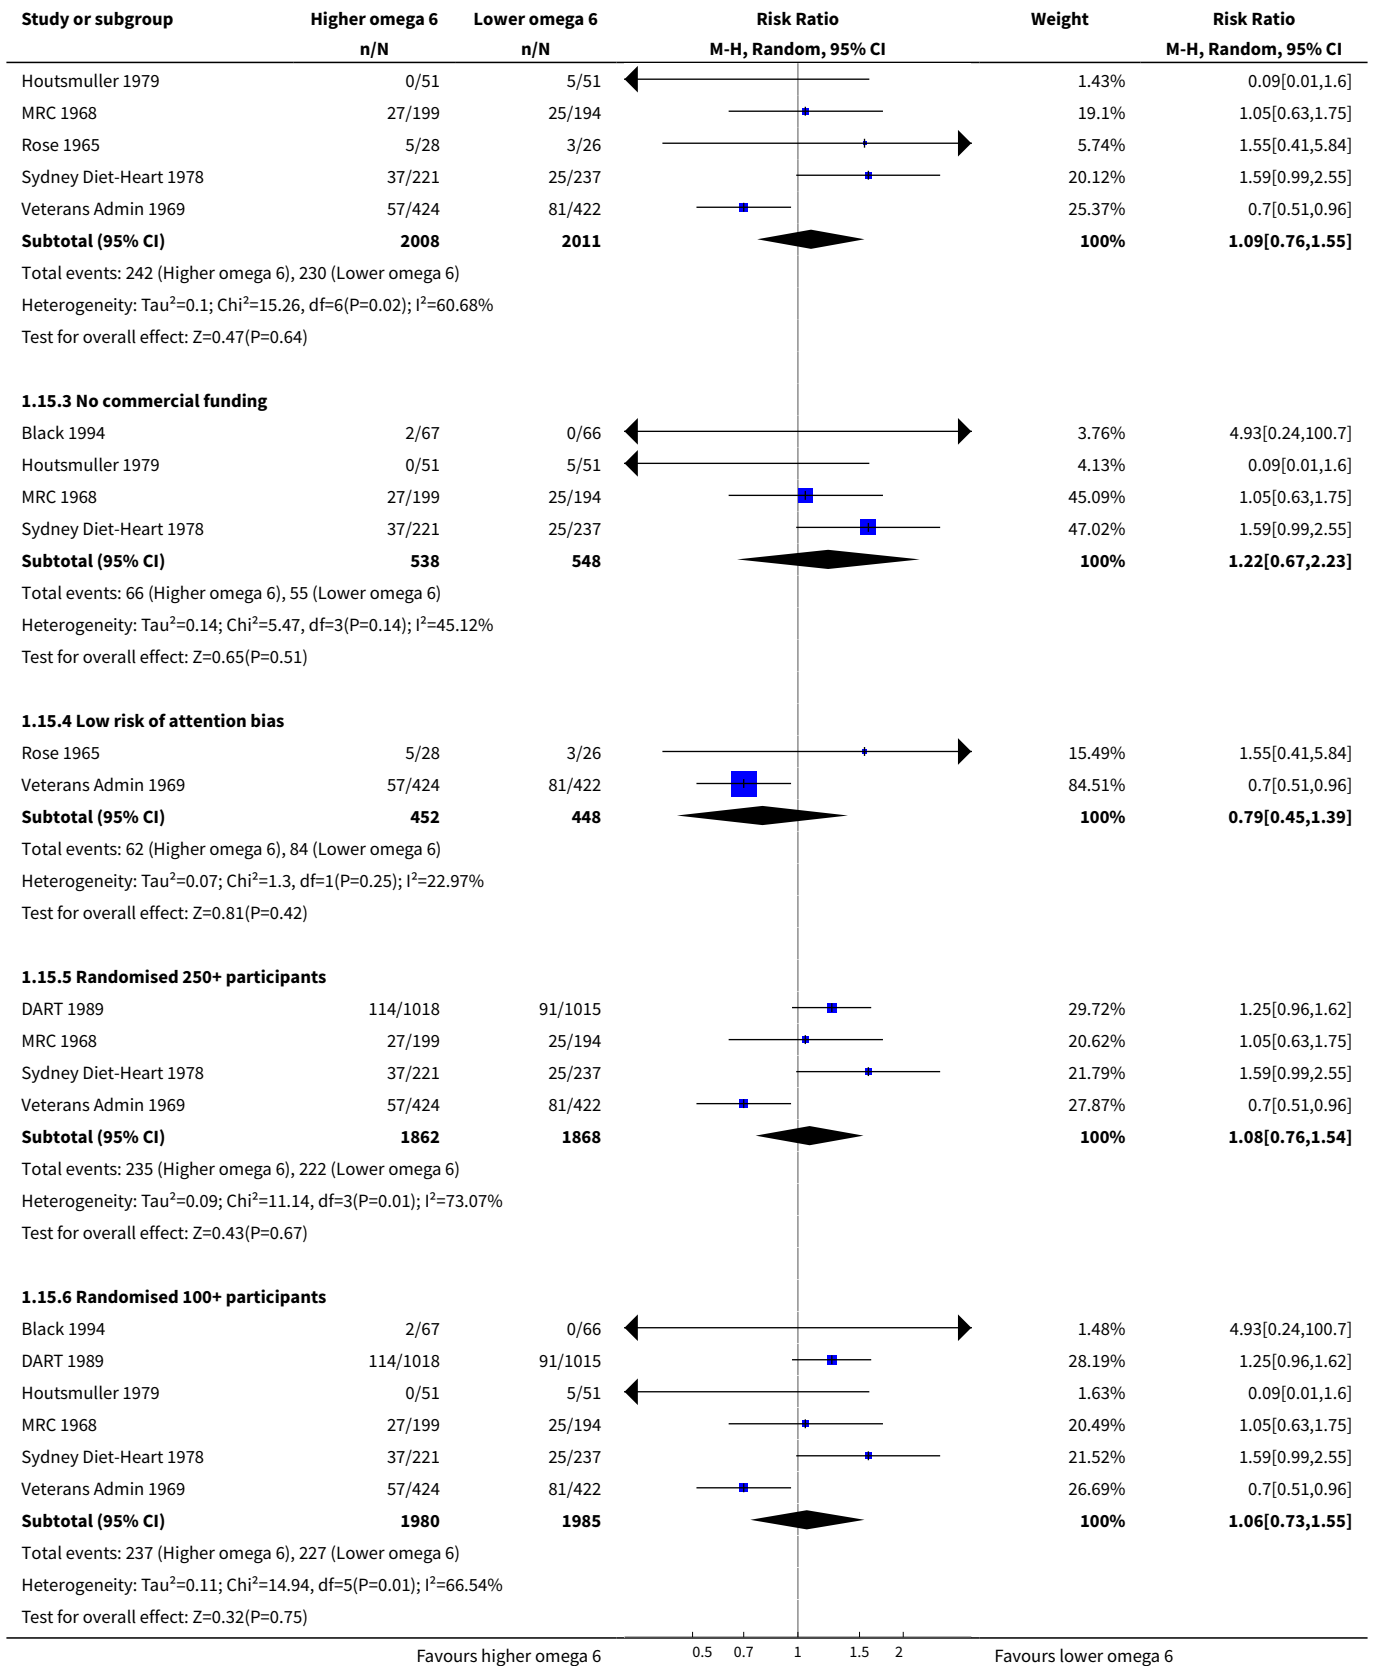 Study or subgroup Higher omega 6 Lower omega 6 Risk Ratio Weight Risk Ratio
n/N n/N M-H, Random, 95% CI M-H, Random, 95% CI
Houtsmuller 1979 0/51 5/51 1.43% 0.09[0.01,1.6]
MRC 1968 27/199 25/194 19.1% 1.05[0.63,1.75]
Rose 1965 5/28 3/26 5.74% 1.55[0.41,5.84]
Sydney Diet-Heart 1978 37/221 25/237 20.12% 1.59[0.99,2.55]
Veterans Admin 1969 57/424 81/422 25.37% 0.7[0.51,0.96]
Subtotal (95% CI) 2008 2011 100% 1.09[0.76,1.55]
Total events: 242 (Higher omega 6), 230 (Lower omega 6)
Heterogeneity: Tau²=0.1; Chi²=15.26, df=6(P=0.02); I²=60.68%
Test for overall effect: Z=0.47(P=0.64)
1.15.3 No commercial funding
Black 1994 2/67 0/66 3.76% 4.93[0.24,100.7]
Houtsmuller 1979 0/51 5/51 4.13% 0.09[0.01,1.6]
MRC 1968 27/199 25/194 45.09% 1.05[0.63,1.75]
Sydney Diet-Heart 1978 37/221 25/237 47.02% 1.59[0.99,2.55]
Subtotal (95% CI) 538 548 100% 1.22[0.67,2.23]
Total events: 66 (Higher omega 6), 55 (Lower omega 6)
Heterogeneity: Tau²=0.14; Chi²=5.47, df=3(P=0.14); I²=45.12%
Test for overall effect: Z=0.65(P=0.51)
1.15.4 Low risk of attention bias
Rose 1965 5/28 3/26 15.49% 1.55[0.41,5.84]
Veterans Admin 1969 57/424 81/422 84.51% 0.7[0.51,0.96]
Subtotal (95% CI) 452 448 100% 0.79[0.45,1.39]
Total events: 62 (Higher omega 6), 84 (Lower omega 6)
Heterogeneity: Tau²=0.07; Chi²=1.3, df=1(P=0.25); I²=22.97%
Test for overall effect: Z=0.81(P=0.42)
1.15.5 Randomised 250+ participants
DART 1989 114/1018 91/1015 29.72% 1.25[0.96,1.62]
MRC 1968 27/199 25/194 20.62% 1.05[0.63,1.75]
Sydney Diet-Heart 1978 37/221 25/237 21.79% 1.59[0.99,2.55]
Veterans Admin 1969 57/424 81/422 27.87% 0.7[0.51,0.96]
Subtotal (95% CI) 1862 1868 100% 1.08[0.76,1.54]
Total events: 235 (Higher omega 6), 222 (Lower omega 6)
Heterogeneity: Tau²=0.09; Chi²=11.14, df=3(P=0.01); I²=73.07%
Test for overall effect: Z=0.43(P=0.67)
1.15.6 Randomised 100+ participants
Black 1994 2/67 0/66 1.48% 4.93[0.24,100.7]
DART 1989 114/1018 91/1015 28.19% 1.25[0.96,1.62]
Houtsmuller 1979 0/51 5/51 1.63% 0.09[0.01,1.6]
MRC 1968 27/199 25/194 20.49% 1.05[0.63,1.75]
Sydney Diet-Heart 1978 37/221 25/237 21.52% 1.59[0.99,2.55]
Veterans Admin 1969 57/424 81/422 26.69% 0.7[0.51,0.96]
Subtotal (95% CI) 1980 1985 100% 1.06[0.73,1.55]
Total events: 237 (Higher omega 6), 227 (Lower omega 6)
Heterogeneity: Tau²=0.11; Chi²=14.94, df=5(P=0.01); I²=66.54%
Test for overall effect: Z=0.32(P=0.75)
Favours higher omega 6 0.5 0.7 1 1.5 2 Favours lower omega 6